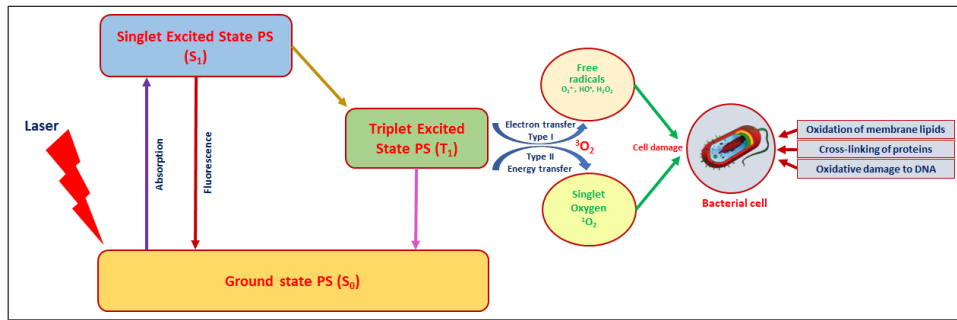 Singlet Excited State PS
(S₁)
Laser
Absorption
Fluorescence
Triplet Excited
State PS (T₁)
Ground state PS (S₀)
Electron transfer
Type I
³O₂
Type II
Energy transfer
Free
radicals
O₂•⁻, HO•, H₂O₂
Singlet
Oxygen
¹O₂
Cell damage
Bacterial cell
Oxidation of membrane lipids
Cross-linking of proteins
Oxidative damage to DNA